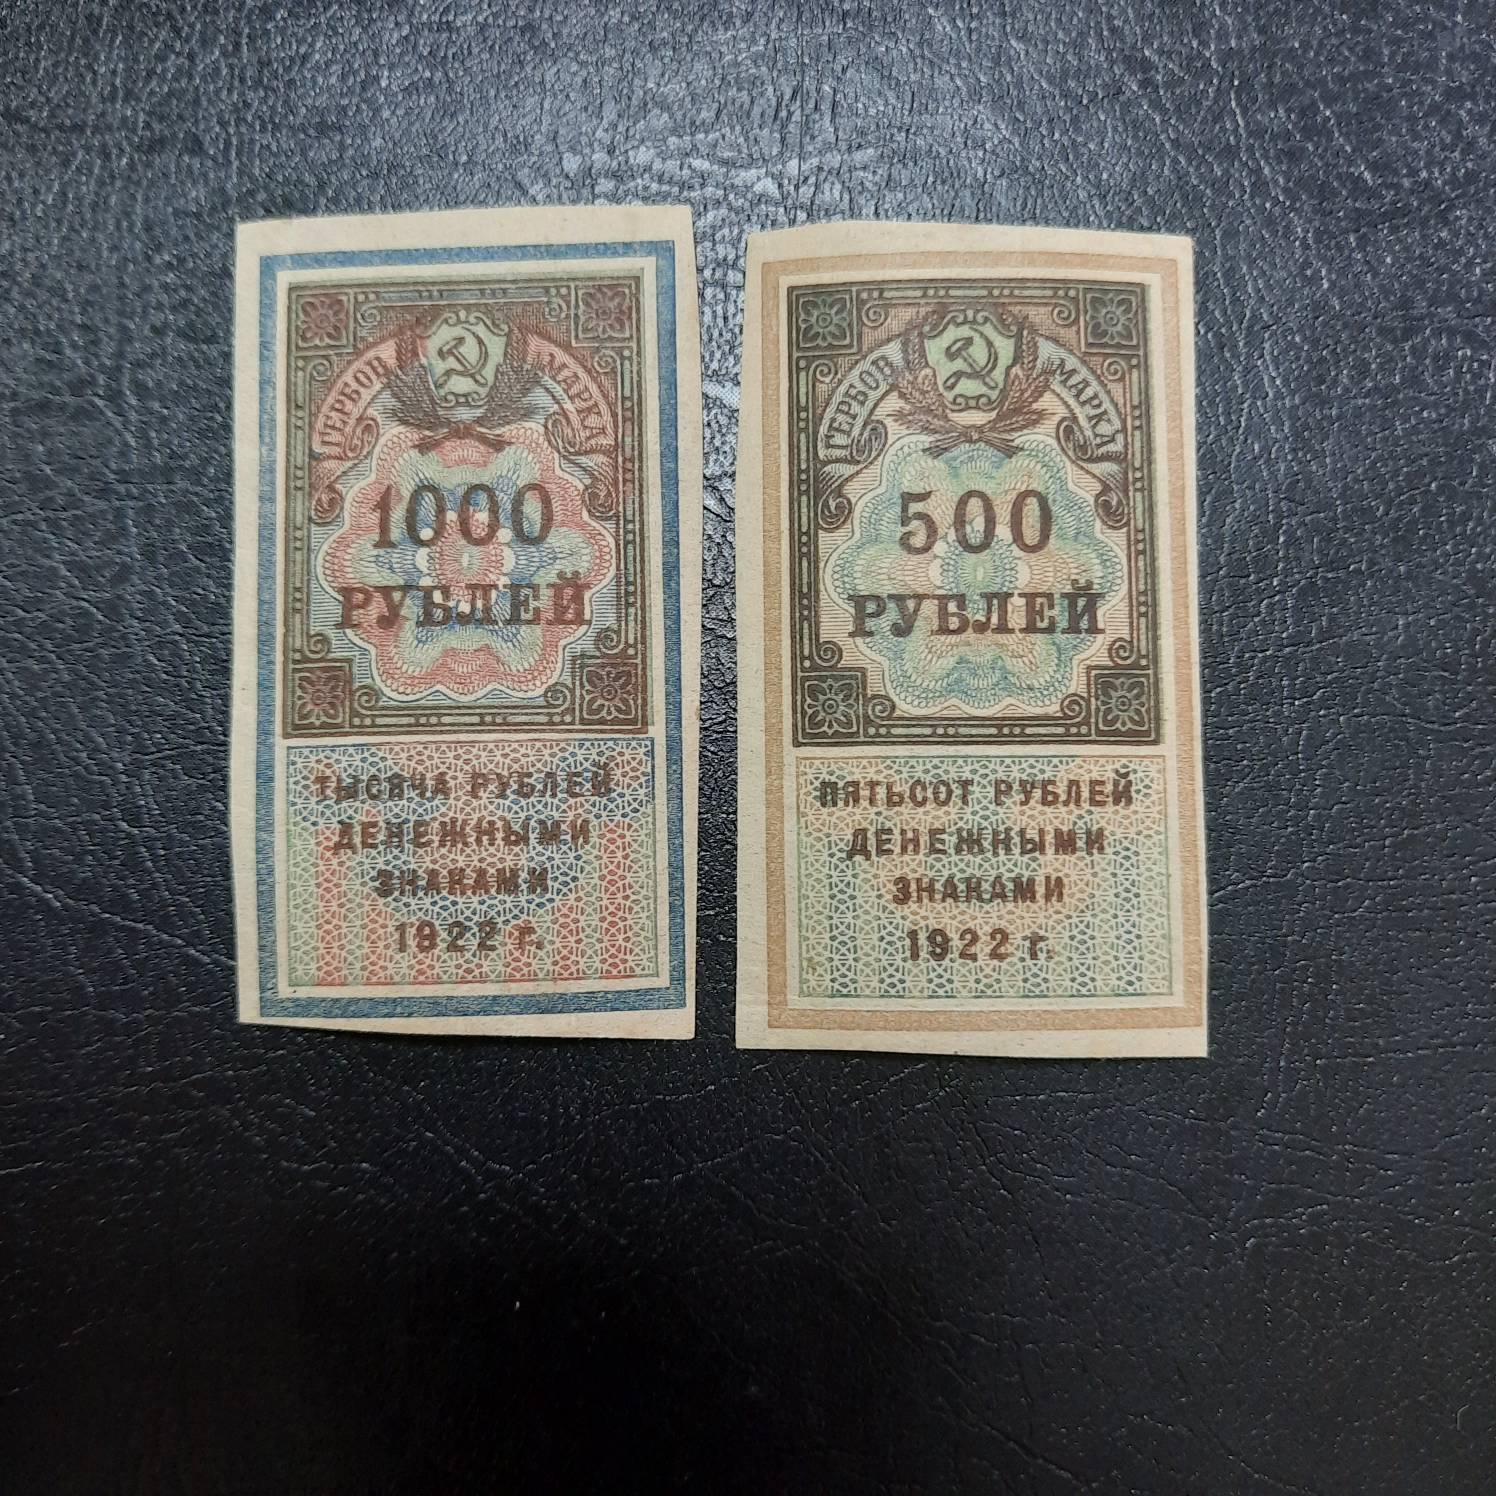 ГЕРБОВ. МАРКА
1000
РУБЛЕЙ
ТЫСЯЧА РУБЛЕЙ
ДЕНЕЖНЫМИ
ЗНАКАМИ
1922 г.
ГЕРБОВ. МАРКА
500
РУБЛЕЙ
ПЯТЬСОТ РУБЛЕЙ
ДЕНЕЖНЫМИ
ЗНАКАМИ
1922 г.